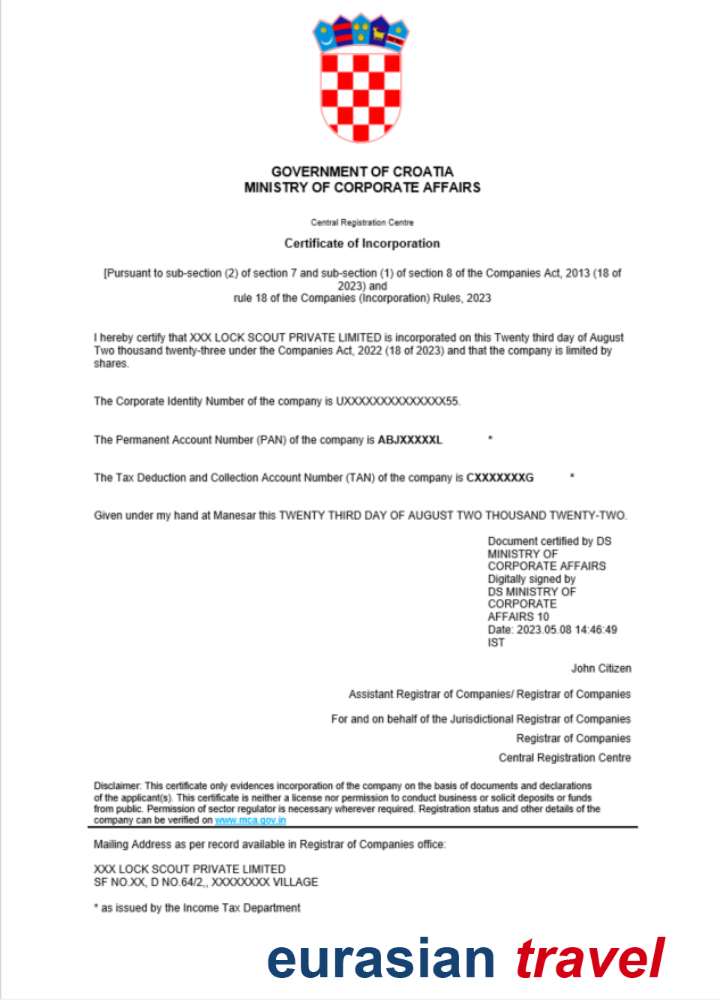 GOVERNMENT OF CROATIA
MINISTRY OF CORPORATE AFFAIRS
Central Registration Centre
Certificate of Incorporation
[Pursuant to sub-section (2) of section 7 and sub-section (1) of section 8 of the Companies Act, 2013 (18 of
2023) and
rule 18 of the Companies (Incorporation) Rules, 2023
I hereby certify that XXX LOCK SCOUT PRIVATE LIMITED is incorporated on this Twenty third day of August
Two thousand twenty-three under the Companies Act, 2022 (18 of 2023) and that the company is limited by
shares.
The Corporate Identity Number of the company is UXXXXXXXXXXXXXXX55.
The Permanent Account Number (PAN) of the company is ABJXXXXXL *
The Tax Deduction and Collection Account Number (TAN) of the company is CXXXXXXXG *
Given under my hand at Manesar this TWENTY THIRD DAY OF AUGUST TWO THOUSAND TWENTY-TWO.
Document certified by DS
MINISTRY OF
CORPORATE AFFAIRS
Digitally signed by
DS MINISTRY OF
CORPORATE
AFFAIRS 10
Date: 2023.05.08 14:46:49
IST
John Citizen
Assistant Registrar of Companies/ Registrar of Companies
For and on behalf of the Jurisdictional Registrar of Companies
Registrar of Companies
Central Registration Centre
Disclaimer: This certificate only evidences incorporation of the company on the basis of documents and declarations
of the applicant(s). This certificate is neither a license nor permission to conduct business or solicit deposits or funds
from public. Permission of sector regulator is necessary wherever required. Registration status and other details of the
company can be verified on www.mca.gov.in
Mailing Address as per record available in Registrar of Companies office:
XXX LOCK SCOUT PRIVATE LIMITED
SF NO.XX, D NO.64/2,, XXXXXXXX VILLAGE
* as issued by the Income Tax Department
eurasian travel